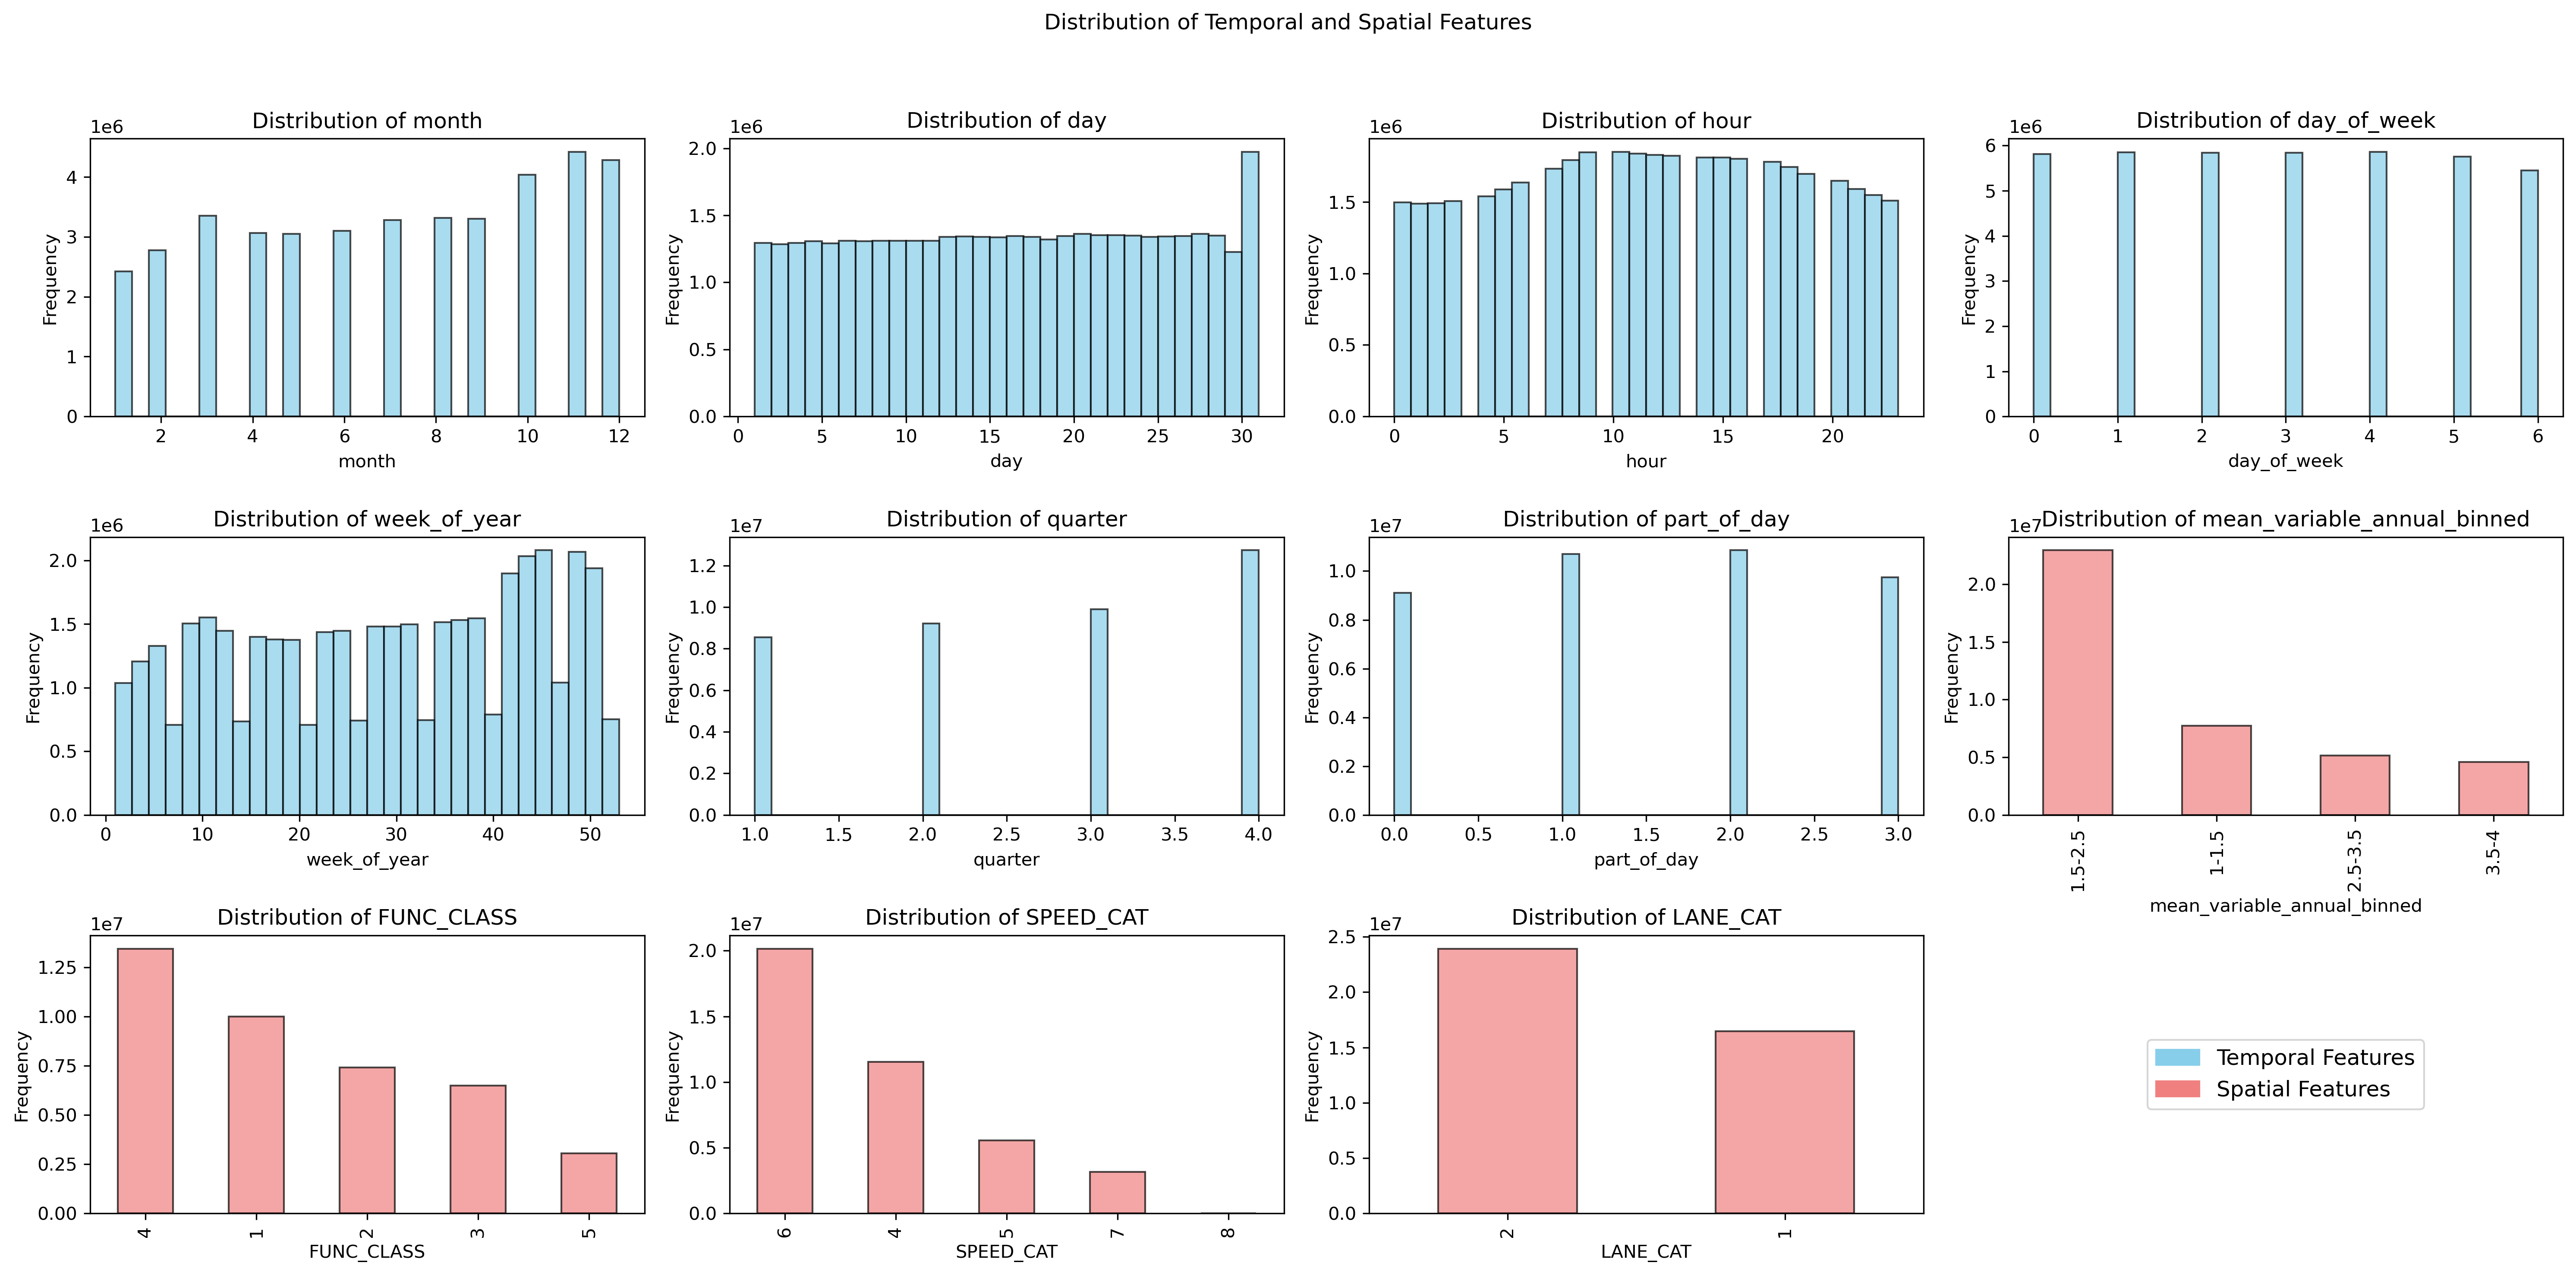 Distribution of Temporal and Spatial Features
Distribution of month
1e6
Frequency
4
3
2
1
0
2 4 6 8 10 12
month
Distribution of day
1e6
Frequency
2.0
1.5
1.0
0.5
0.0
0 5 10 15 20 25 30
day
Distribution of hour
1e6
Frequency
1.5
1.0
0.5
0.0
0 5 10 15 20
hour
Distribution of day_of_week
1e6
Frequency
6
5
4
3
2
1
0
0 1 2 3 4 5 6
day_of_week
Distribution of week_of_year
1e6
Frequency
2.0
1.5
1.0
0.5
0.0
0 10 20 30 40 50
week_of_year
Distribution of quarter
1e7
Frequency
1.2
1.0
0.8
0.6
0.4
0.2
0.0
1.0 1.5 2.0 2.5 3.0 3.5 4.0
quarter
Distribution of part_of_day
1e7
Frequency
1.0
0.8
0.6
0.4
0.2
0.0
0.0 0.5 1.0 1.5 2.0 2.5 3.0
part_of_day
Distribution of mean_variable_annual_binned
1e7
Frequency
2.0
1.5
1.0
0.5
0.0
1.5-2.5 1-1.5 2.5-3.5 3.5-4
mean_variable_annual_binned
Distribution of FUNC_CLASS
1e7
Frequency
1.25
1.00
0.75
0.50
0.25
0.00
4 1 2 3 5
FUNC_CLASS
Distribution of SPEED_CAT
1e7
Frequency
2.0
1.5
1.0
0.5
0.0
6 4 5 7 8
SPEED_CAT
Distribution of LANE_CAT
1e7
Frequency
2.5
2.0
1.5
1.0
0.5
0.0
2 1
LANE_CAT
Temporal Features
Spatial Features